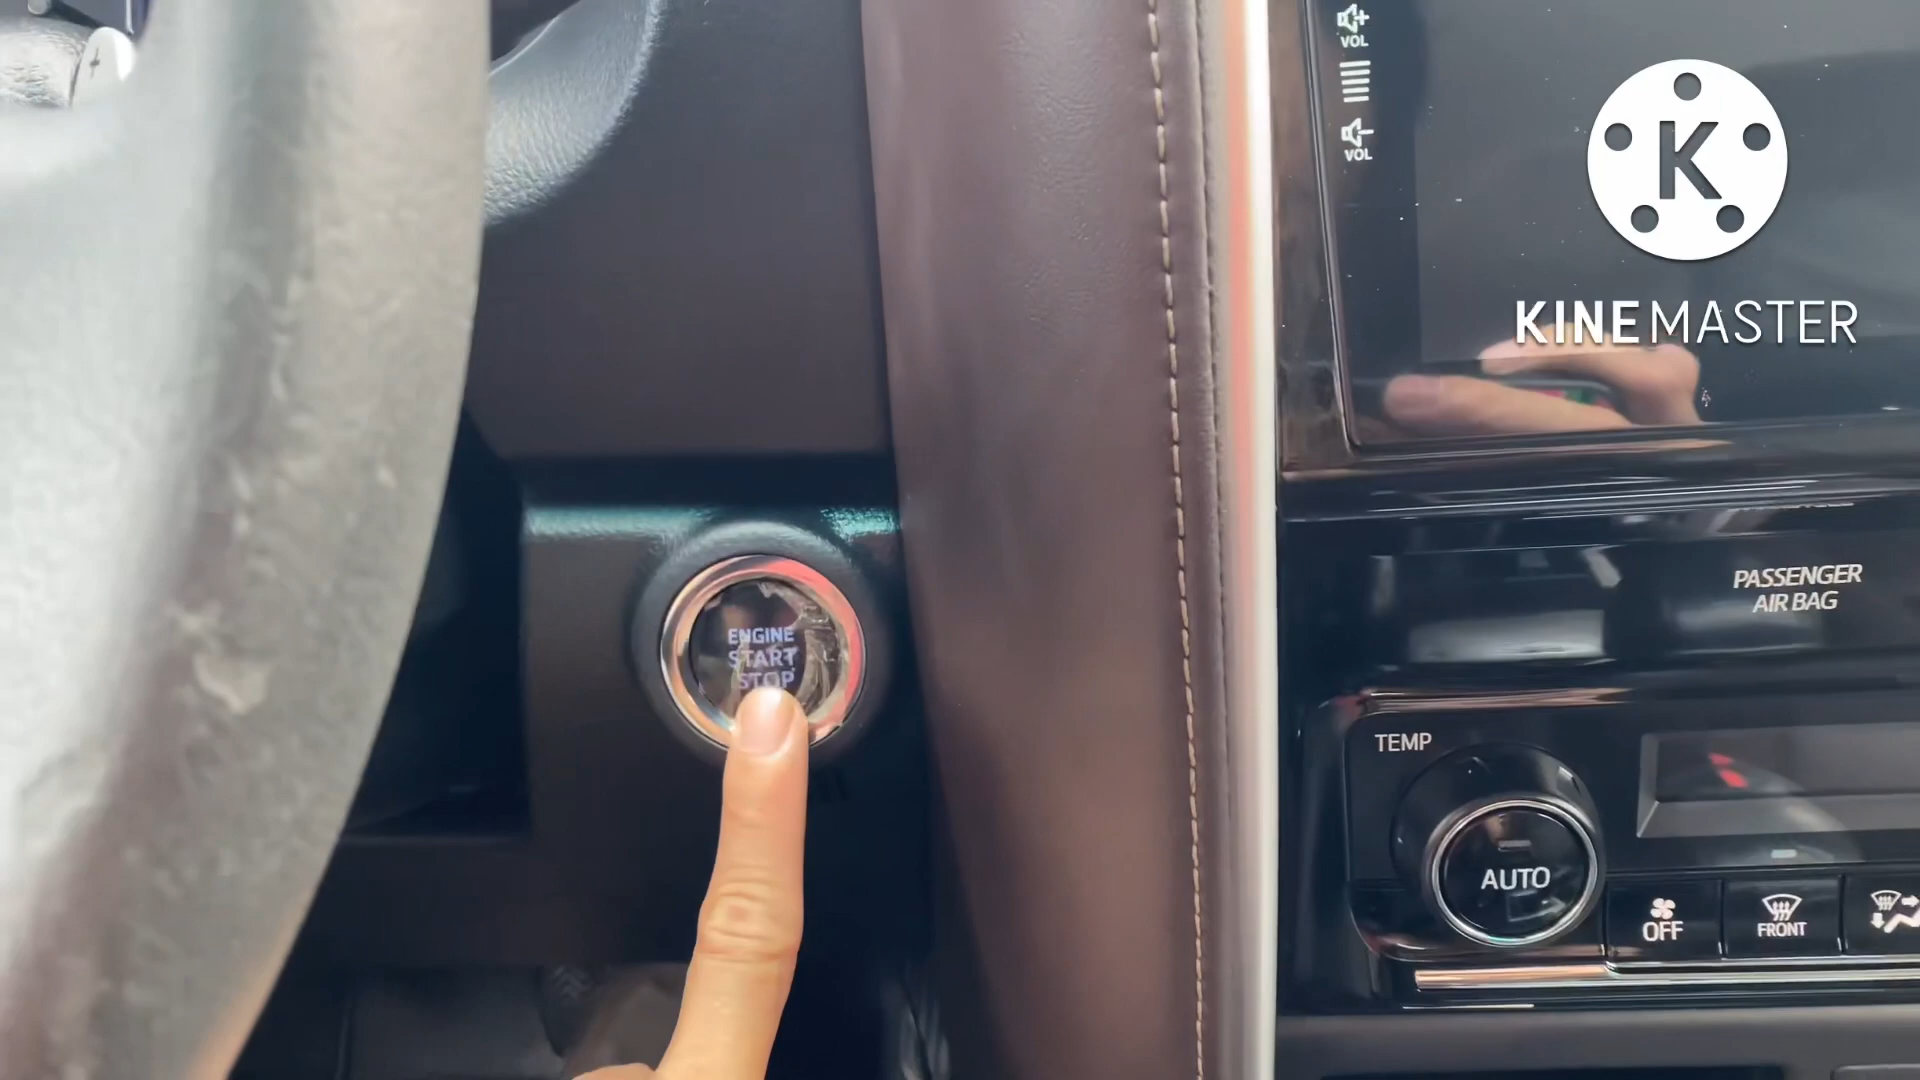 VOL
VOL
K
KINEMASTER
PASSENGER
AIR BAG
ENGINE
START
STOP
TEMP
AUTO
OFF
FRONT